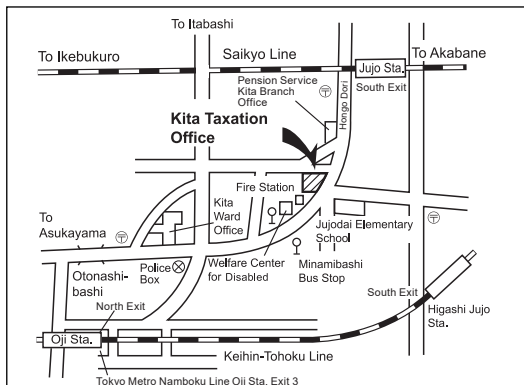 To Itabashi
To Ikebukuro
Saikyo Line
Jujo Sta.
To Akabane
Pension Service
Kita Branch
Office
South Exit
〒
Hongo Dori
Kita Taxation
Office
Fire Station
Kita
Ward
Office
To
Asukayama
〒
〒
Jujodai Elementary
School
Welfare Center
for Disabled
Minamibashi
Bus Stop
Otonashi-
bashi
Police
Box
North Exit
South Exit
Higashi Jujo
Sta.
Oji Sta.
Keihin-Tohoku Line
Tokyo Metro Namboku Line Oji Sta. Exit 3